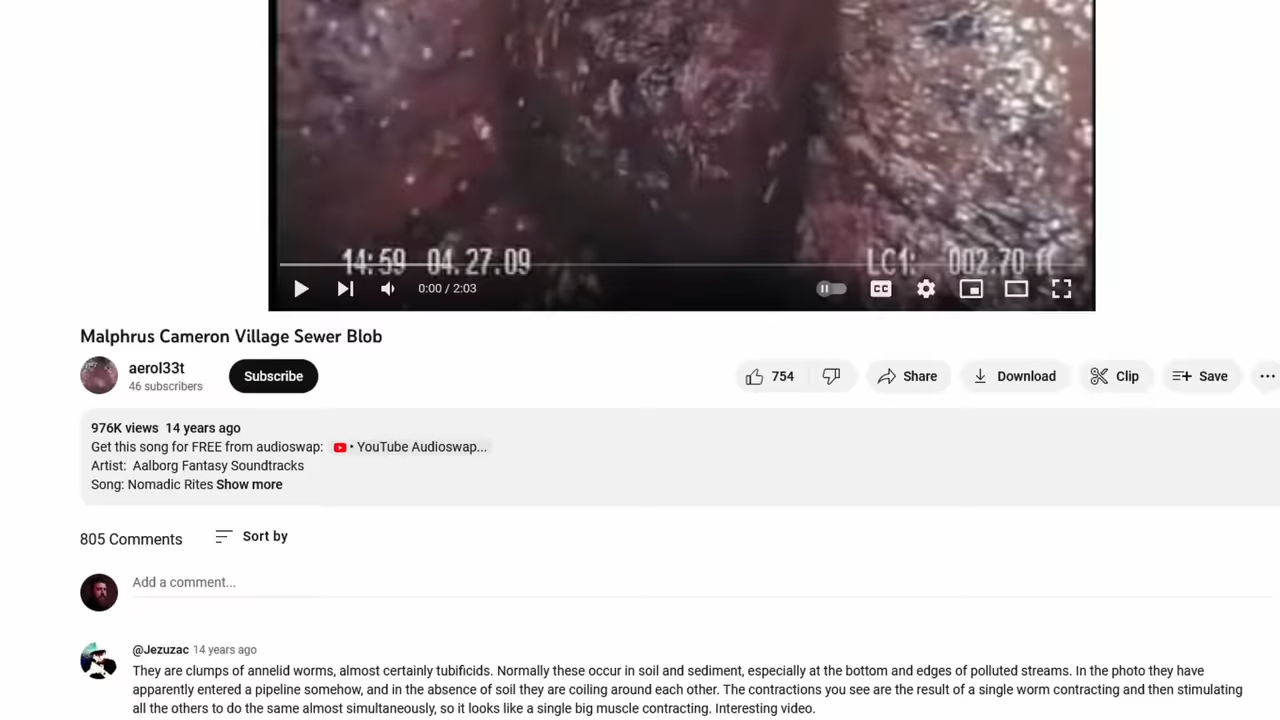 14:59 04.27.09 LC1: 002.70 ft
0:00 / 2:03 CC
Malphrus Cameron Village Sewer Blob
aerol33t
46 subscribers
Subscribe
754 Share Download Clip Save
976K views 14 years ago
Get this song for FREE from audioswap: • YouTube Audioswap...
Artist: Aalborg Fantasy Soundtracks
Song: Nomadic Rites Show more
805 Comments Sort by
Add a comment...
@Jezuzac 14 years ago
They are clumps of annelid worms, almost certainly tubificids. Normally these occur in soil and sediment, especially at the bottom and edges of polluted streams. In the photo they have
apparently entered a pipeline somehow, and in the absence of soil they are coiling around each other. The contractions you see are the result of a single worm contracting and then stimulating
all the others to do the same almost simultaneously, so it looks like a single big muscle contracting. Interesting video.